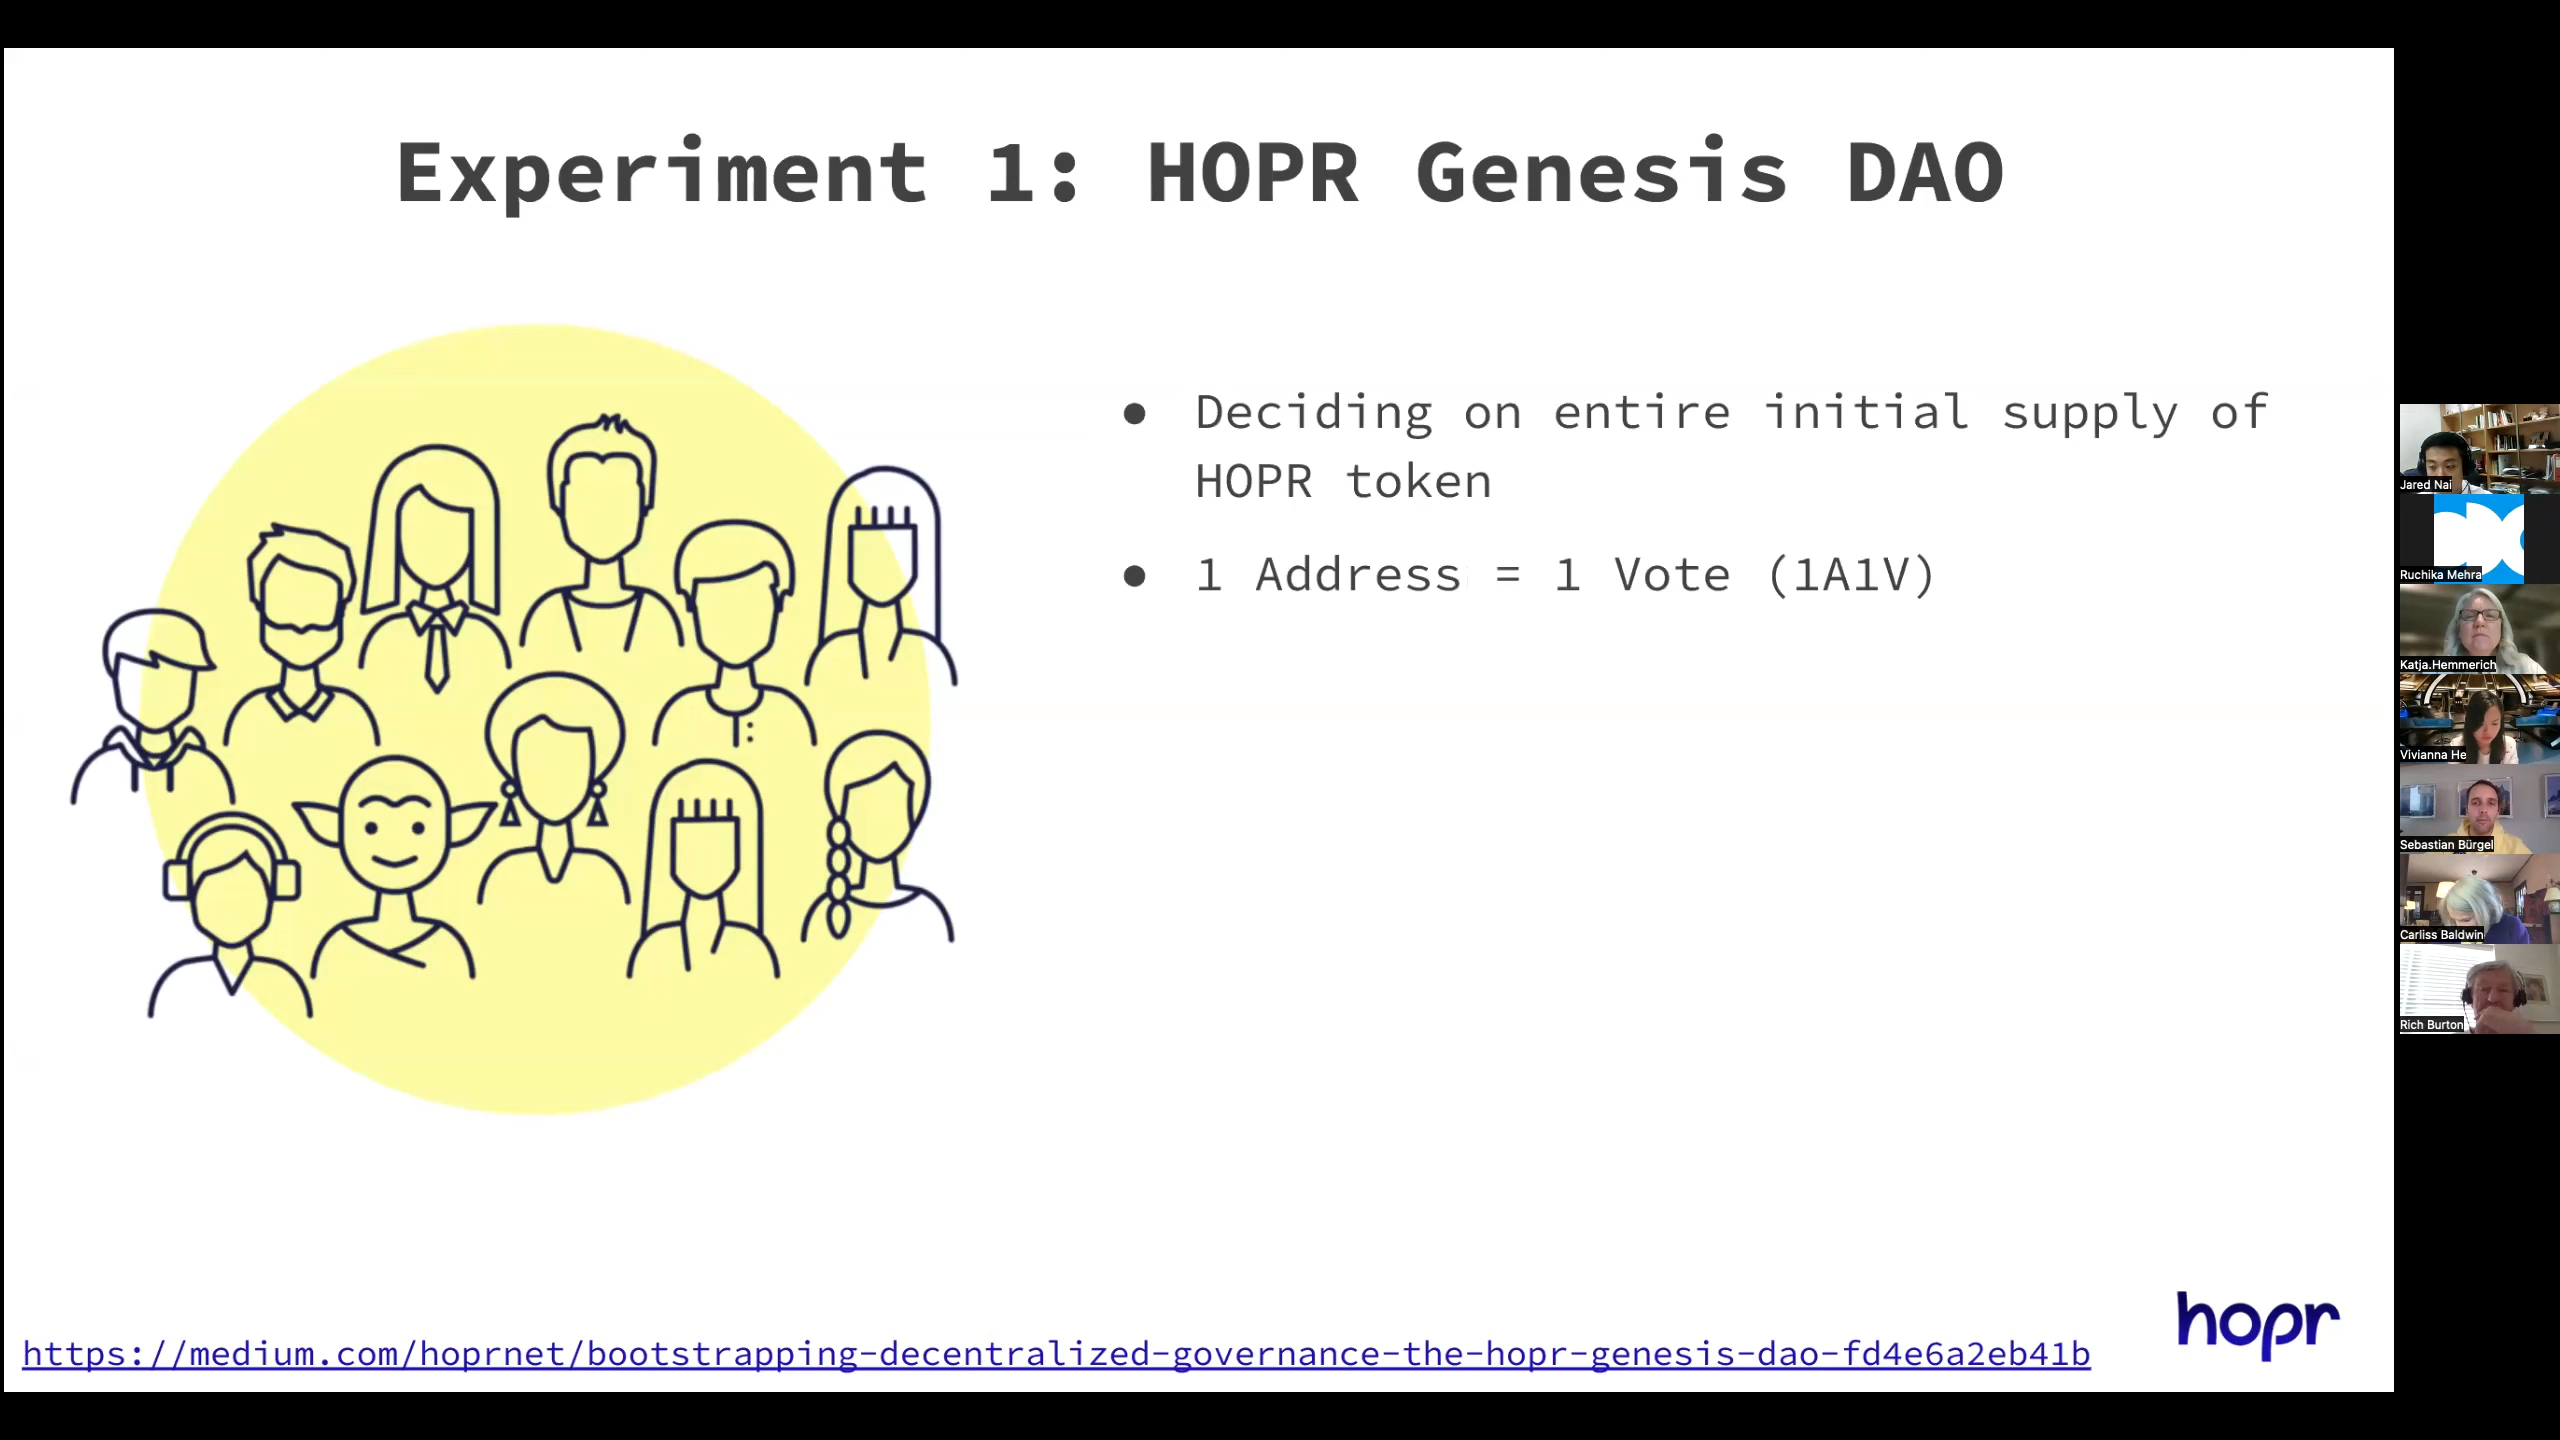 Experiment 1: HOPR Genesis DAO
● Deciding on entire initial supply of
HOPR token
● 1 Address = 1 Vote (1A1V)
https://medium.com/hoprnet/bootstrapping-decentralized-governance-the-hopr-genesis-dao-fd4e6a2eb41b
hopr
Jared Nai
Ruchika Mehra
Katja.Hemmerich
Vivianna He
Sebastian Bürgel
Carliss Baldwin
Rich Burton